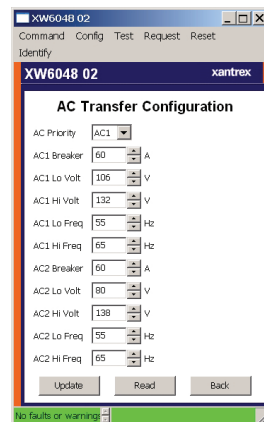 XW6048 02
xantrex
Command Config Test Request Reset
Identify
XW6048 02 xantrex
AC Transfer Configuration
AC Priority AC1
AC1 Breaker 60 A
AC1 Lo Volt 106 V
AC1 Hi Volt 132 V
AC1 Lo Freq 55 Hz
AC1 Hi Freq 65 Hz
AC2 Breaker 60 A
AC2 Lo Volt 80 V
AC2 Hi Volt 138 V
AC2 Lo Freq 55 Hz
AC2 Hi Freq 65 Hz
Update Read Back
No faults or warnings